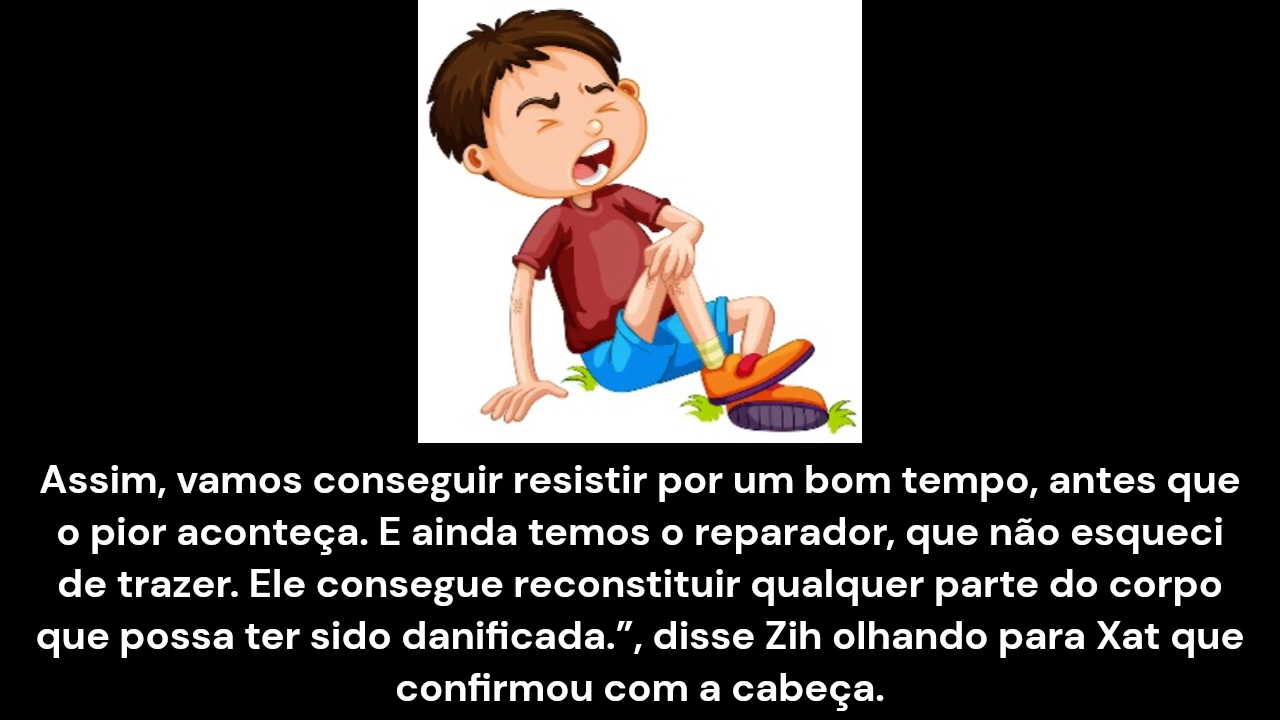 Assim, vamos conseguir resistir por um bom tempo, antes que
o pior aconteça. E ainda temos o reparador, que não esqueci
de trazer. Ele consegue reconstituir qualquer parte do corpo
que possa ter sido danificada.”, disse Zih olhando para Xat que
confirmou com a cabeça.